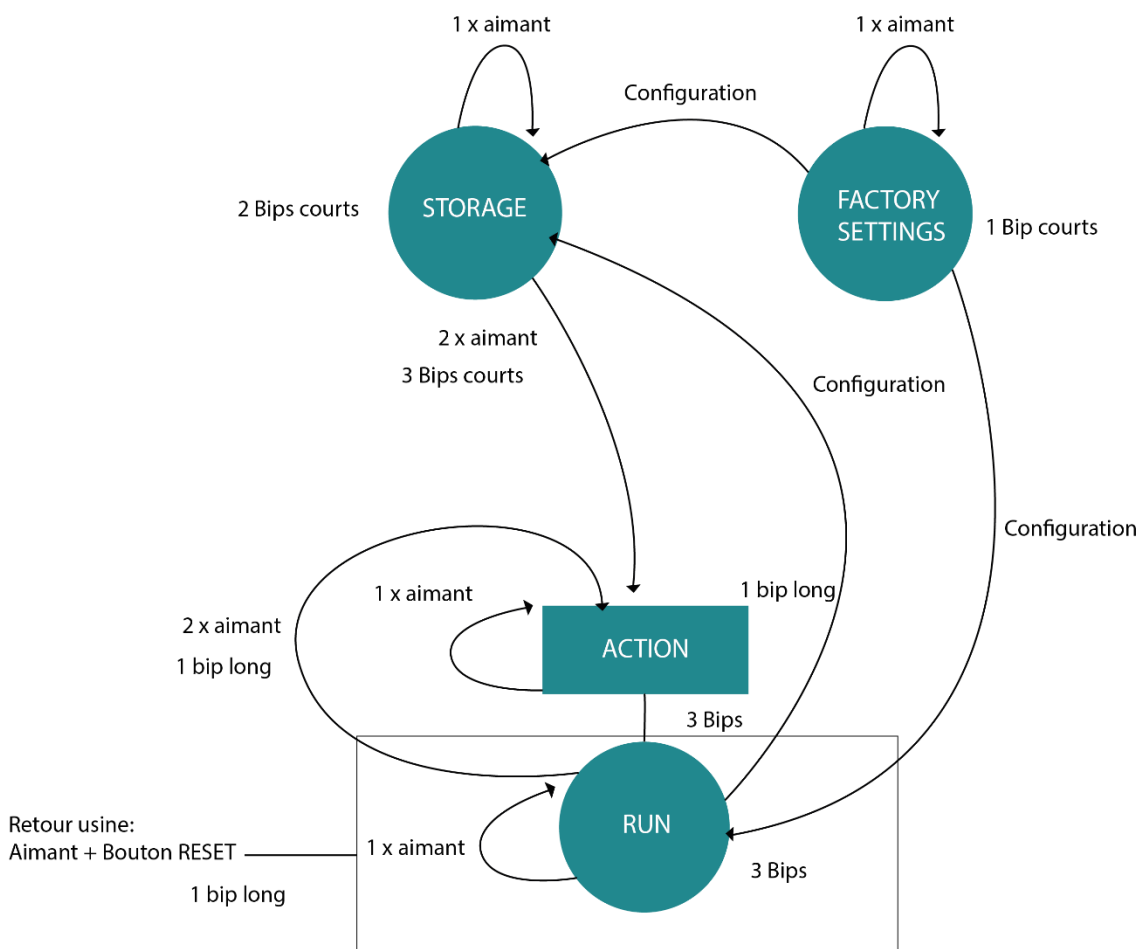 1 x aimant
1 x aimant
Configuration
STORAGE
FACTORY
SETTINGS
2 Bips courts
1 Bip courts
2 x aimant
3 Bips courts
Configuration
Configuration
1 x aimant
1 bip long
2 x aimant
1 bip long
ACTION
3 Bips
RUN
Retour usine:
Aimant + Bouton RESET
1 x aimant
3 Bips
1 bip long